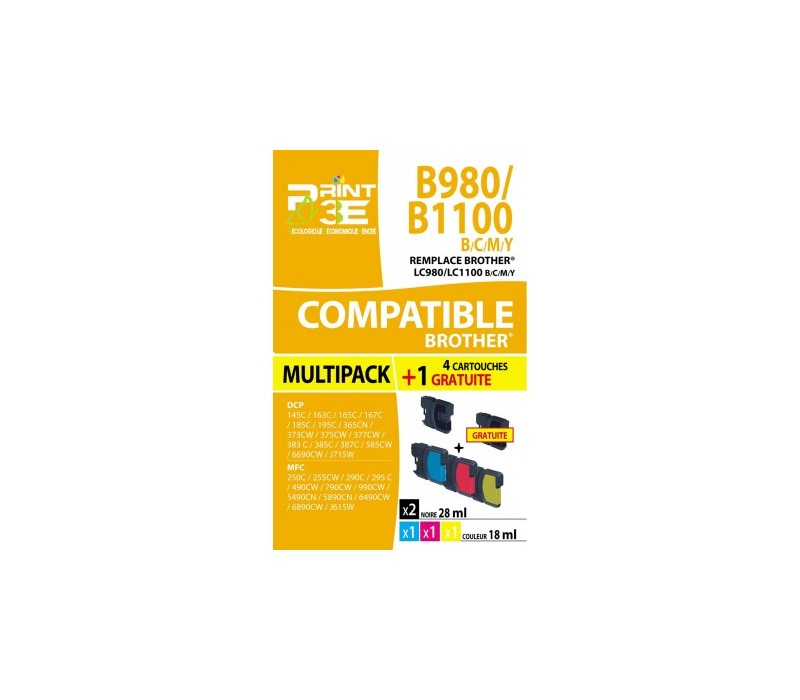 PRINT
3E
ECOLOGIQUE ECONOMIQUE ENCRE
B980/
B1100
B/C/M/Y
REMPLACE BROTHER®
LC980/LC1100 B/C/M/Y
COMPATIBLE
BROTHER®
MULTIPACK
4 CARTOUCHES
+1 GRATUITE
DCP
145C / 163C / 165C / 167C
/ 185C / 195C / 365CN
373CW / 375CW / 377CW /
383 C / 385C / 387C / 585CW
/ 6690CW / J715W
MFC
250C / 255CW / 290C / 295 C
/ 490CW / 790CW / 990CW /
5490CN / 5890CN / 6490CW
/ 6890CW / J615W
GRATUITE
+
x2 NOIRE 28 ml
x1 x1 x1 COULEUR 18 ml